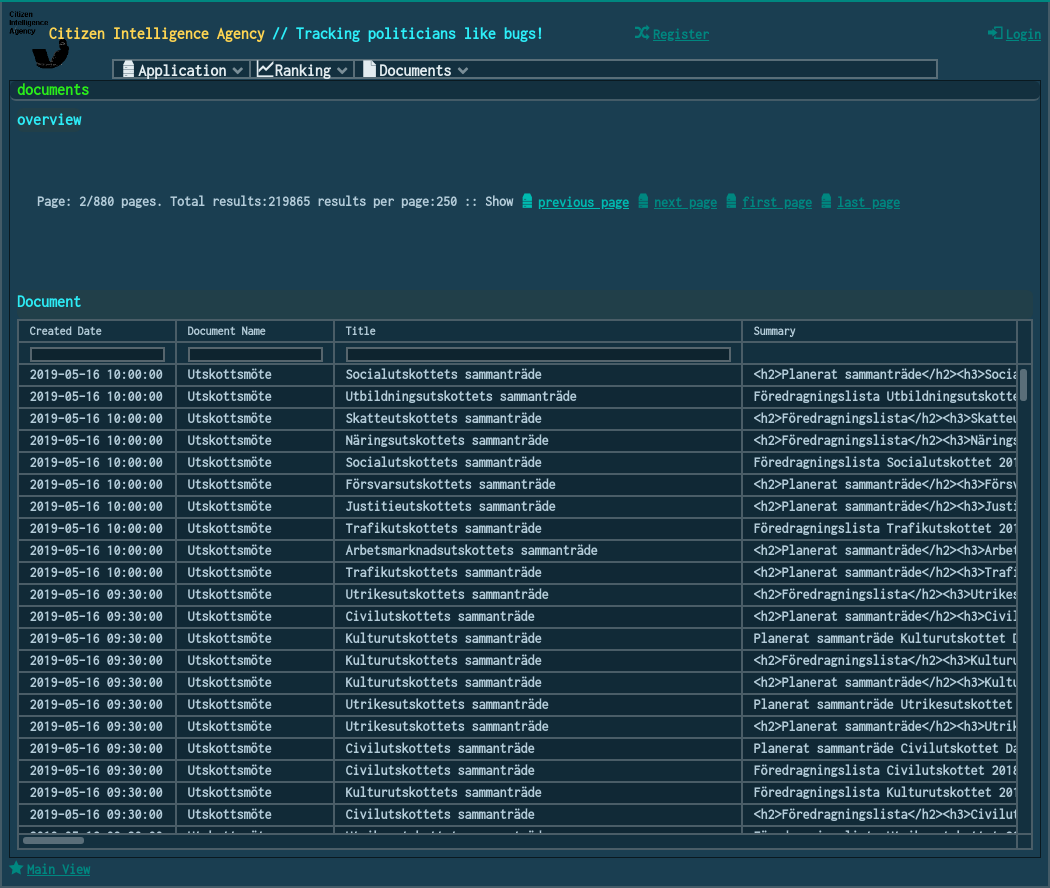 Citizen
Intelligence
Agency
Citizen Intelligence Agency // Tracking politicians like bugs!
Register
Login
Application Ranking Documents
documents
overview
Page: 2/880 pages. Total results:219865 results per page:250 :: Show previous page next page first page last page
Document
Created Date Document Name Title Summary
2019-05-16 10:00:00 Utskottsmöte Socialutskottets sammanträde <h2>Planerat sammanträde</h2><h3>Socia
2019-05-16 10:00:00 Utskottsmöte Utbildningsutskottets sammanträde Föredragningslista Utbildningsutskotte
2019-05-16 10:00:00 Utskottsmöte Skatteutskottets sammanträde <h2>Föredragningslista</h2><h3>Skatteu
2019-05-16 10:00:00 Utskottsmöte Näringsutskottets sammanträde <h2>Föredragningslista</h2><h3>Närings
2019-05-16 10:00:00 Utskottsmöte Socialutskottets sammanträde Föredragningslista Socialutskottet 201
2019-05-16 10:00:00 Utskottsmöte Försvarsutskottets sammanträde <h2>Planerat sammanträde</h2><h3>Försv
2019-05-16 10:00:00 Utskottsmöte Justitieutskottets sammanträde <h2>Planerat sammanträde</h2><h3>Justi
2019-05-16 10:00:00 Utskottsmöte Trafikutskottets sammanträde Föredragningslista Trafikutskottet 201
2019-05-16 10:00:00 Utskottsmöte Arbetsmarknadsutskottets sammanträde <h2>Planerat sammanträde</h2><h3>Arbet
2019-05-16 10:00:00 Utskottsmöte Trafikutskottets sammanträde <h2>Planerat sammanträde</h2><h3>Trafi
2019-05-16 09:30:00 Utskottsmöte Utrikesutskottets sammanträde <h2>Föredragningslista</h2><h3>Utrikes
2019-05-16 09:30:00 Utskottsmöte Civilutskottets sammanträde <h2>Planerat sammanträde</h2><h3>Civil
2019-05-16 09:30:00 Utskottsmöte Kulturutskottets sammanträde Planerat sammanträde Kulturutskottet D
2019-05-16 09:30:00 Utskottsmöte Kulturutskottets sammanträde <h2>Föredragningslista</h2><h3>Kulturu
2019-05-16 09:30:00 Utskottsmöte Kulturutskottets sammanträde <h2>Planerat sammanträde</h2><h3>Kultu
2019-05-16 09:30:00 Utskottsmöte Utrikesutskottets sammanträde Planerat sammanträde Utrikesutskottet
2019-05-16 09:30:00 Utskottsmöte Utrikesutskottets sammanträde <h2>Planerat sammanträde</h2><h3>Utrik
2019-05-16 09:30:00 Utskottsmöte Civilutskottets sammanträde Planerat sammanträde Civilutskottet Da
2019-05-16 09:30:00 Utskottsmöte Civilutskottets sammanträde Föredragningslista Civilutskottet 2018
2019-05-16 09:30:00 Utskottsmöte Kulturutskottets sammanträde Föredragningslista Kulturutskottet 201
2019-05-16 09:30:00 Utskottsmöte Civilutskottets sammanträde <h2>Föredragningslista</h2><h3>Civilut
Main View